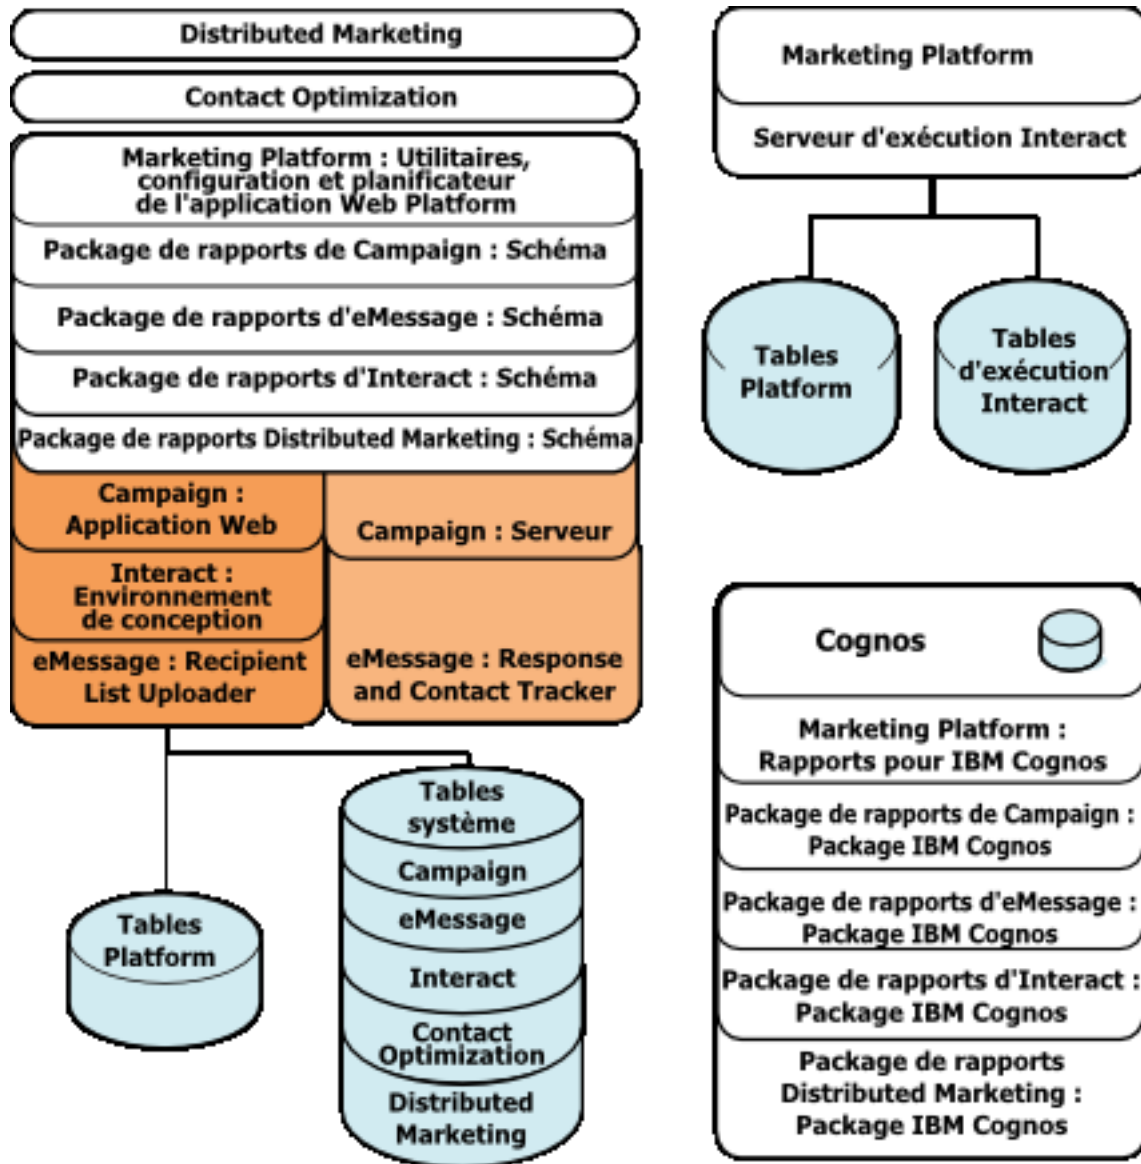 Distributed Marketing
Contact Optimization
Marketing Platform : Utilitaires,
configuration et planificateur
de l'application Web Platform
Package de rapports de Campaign : Schéma
Package de rapports d'eMessage : Schéma
Package de rapports d'Interact : Schéma
Package de rapports Distributed Marketing : Schéma
Campaign :
Application Web
Campaign : Serveur
Interact :
Environnement
de conception
eMessage : Recipient
List Uploader
eMessage : Response
and Contact Tracker
Tables
Platform
Tables
système
Campaign
eMessage
Interact
Contact
Optimization
Distributed
Marketing
Marketing Platform
Serveur d'exécution Interact
Tables
Platform
Tables
d'exécution
Interact
Cognos
Marketing Platform :
Rapports pour IBM Cognos
Package de rapports de Campaign :
Package IBM Cognos
Package de rapports d'eMessage :
Package IBM Cognos
Package de rapports d'Interact :
Package IBM Cognos
Package de rapports
Distributed Marketing :
Package IBM Cognos